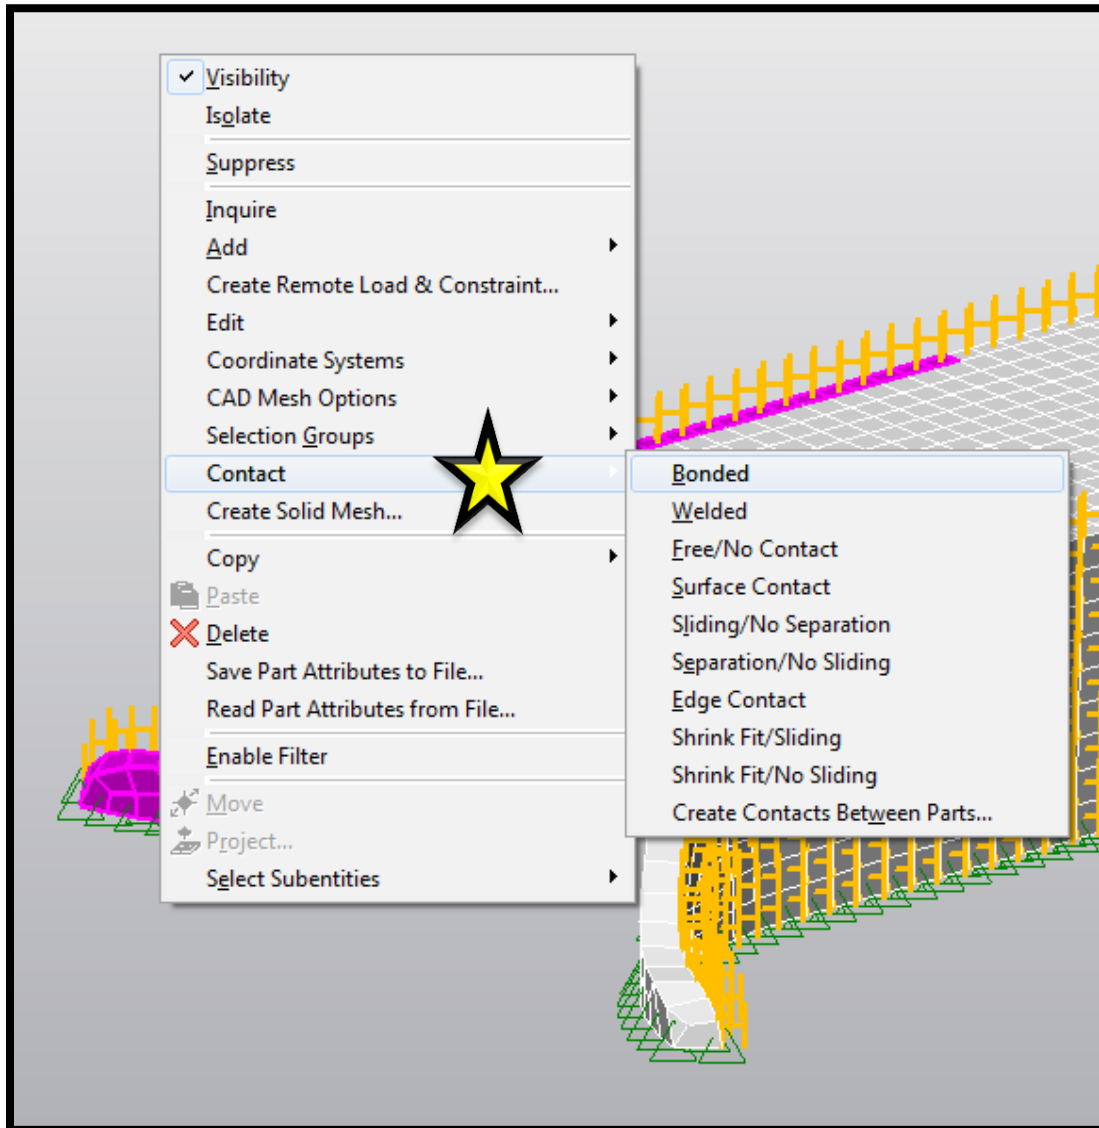 Visibility
Isolate
Suppress
Inquire
Add
Create Remote Load & Constraint...
Edit
Coordinate Systems
CAD Mesh Options
Selection Groups
Contact
Create Solid Mesh...
Copy
Paste
Delete
Save Part Attributes to File...
Read Part Attributes from File...
Enable Filter
Move
Project...
Select Subentities
Bonded
Welded
Free/No Contact
Surface Contact
Sliding/No Separation
Separation/No Sliding
Edge Contact
Shrink Fit/Sliding
Shrink Fit/No Sliding
Create Contacts Between Parts...